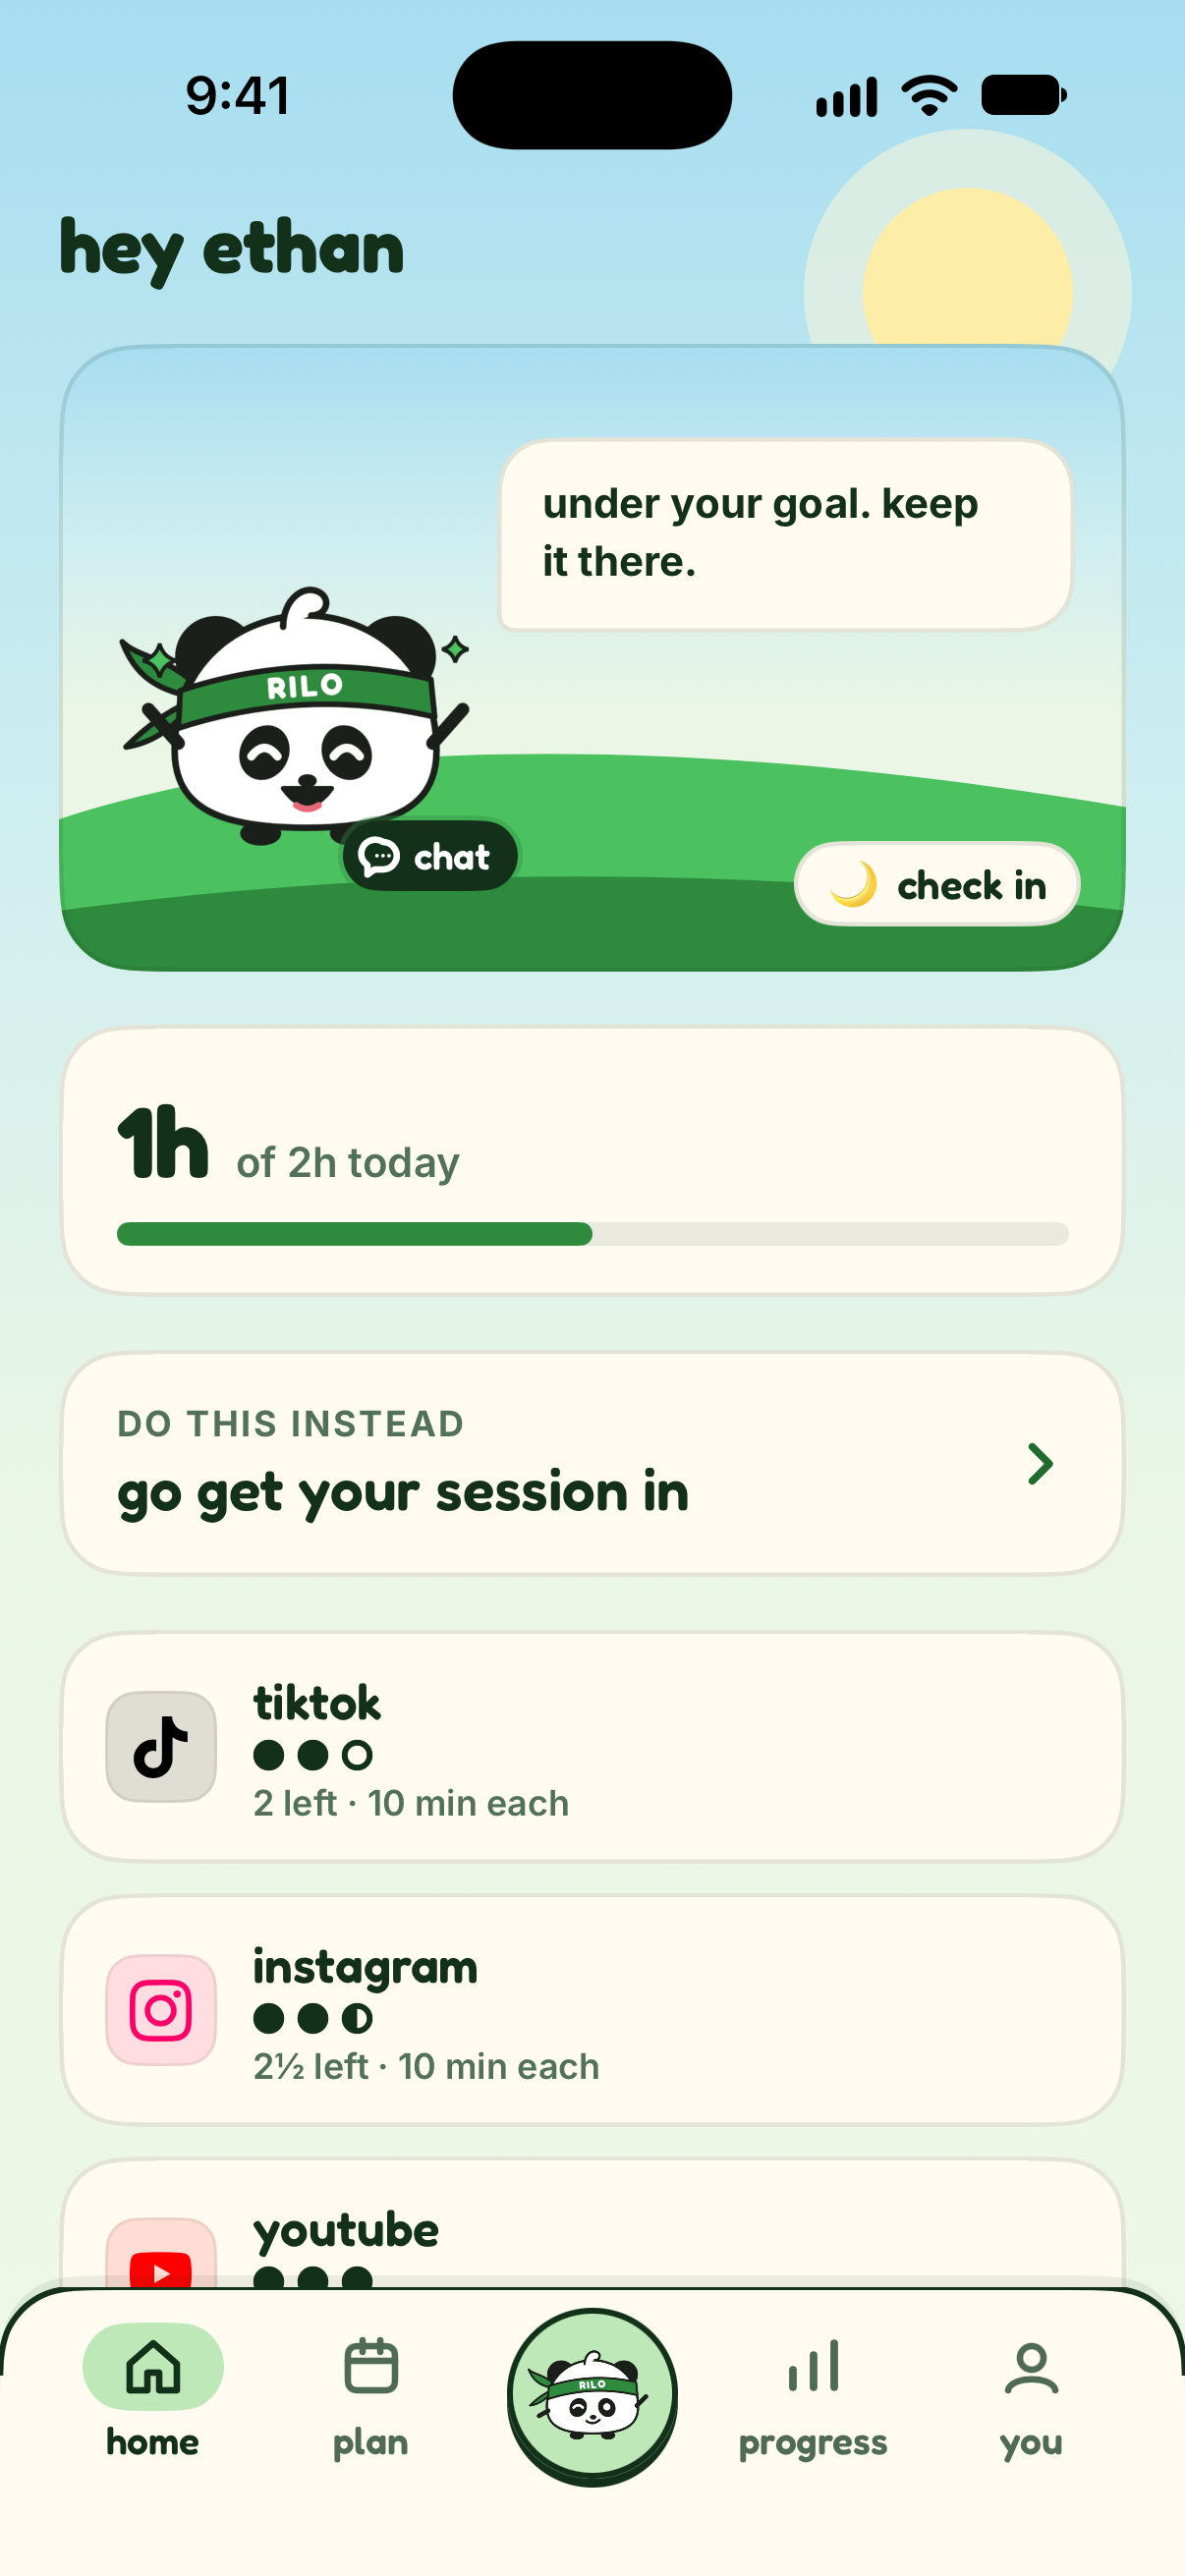 9:41
hey ethan
under your goal. keep
it there.
RILO
chat
check in
1h of 2h today
DO THIS INSTEAD
go get your session in
tiktok
2 left · 10 min each
instagram
2½ left · 10 min each
youtube
RILO
home
plan
progress
you